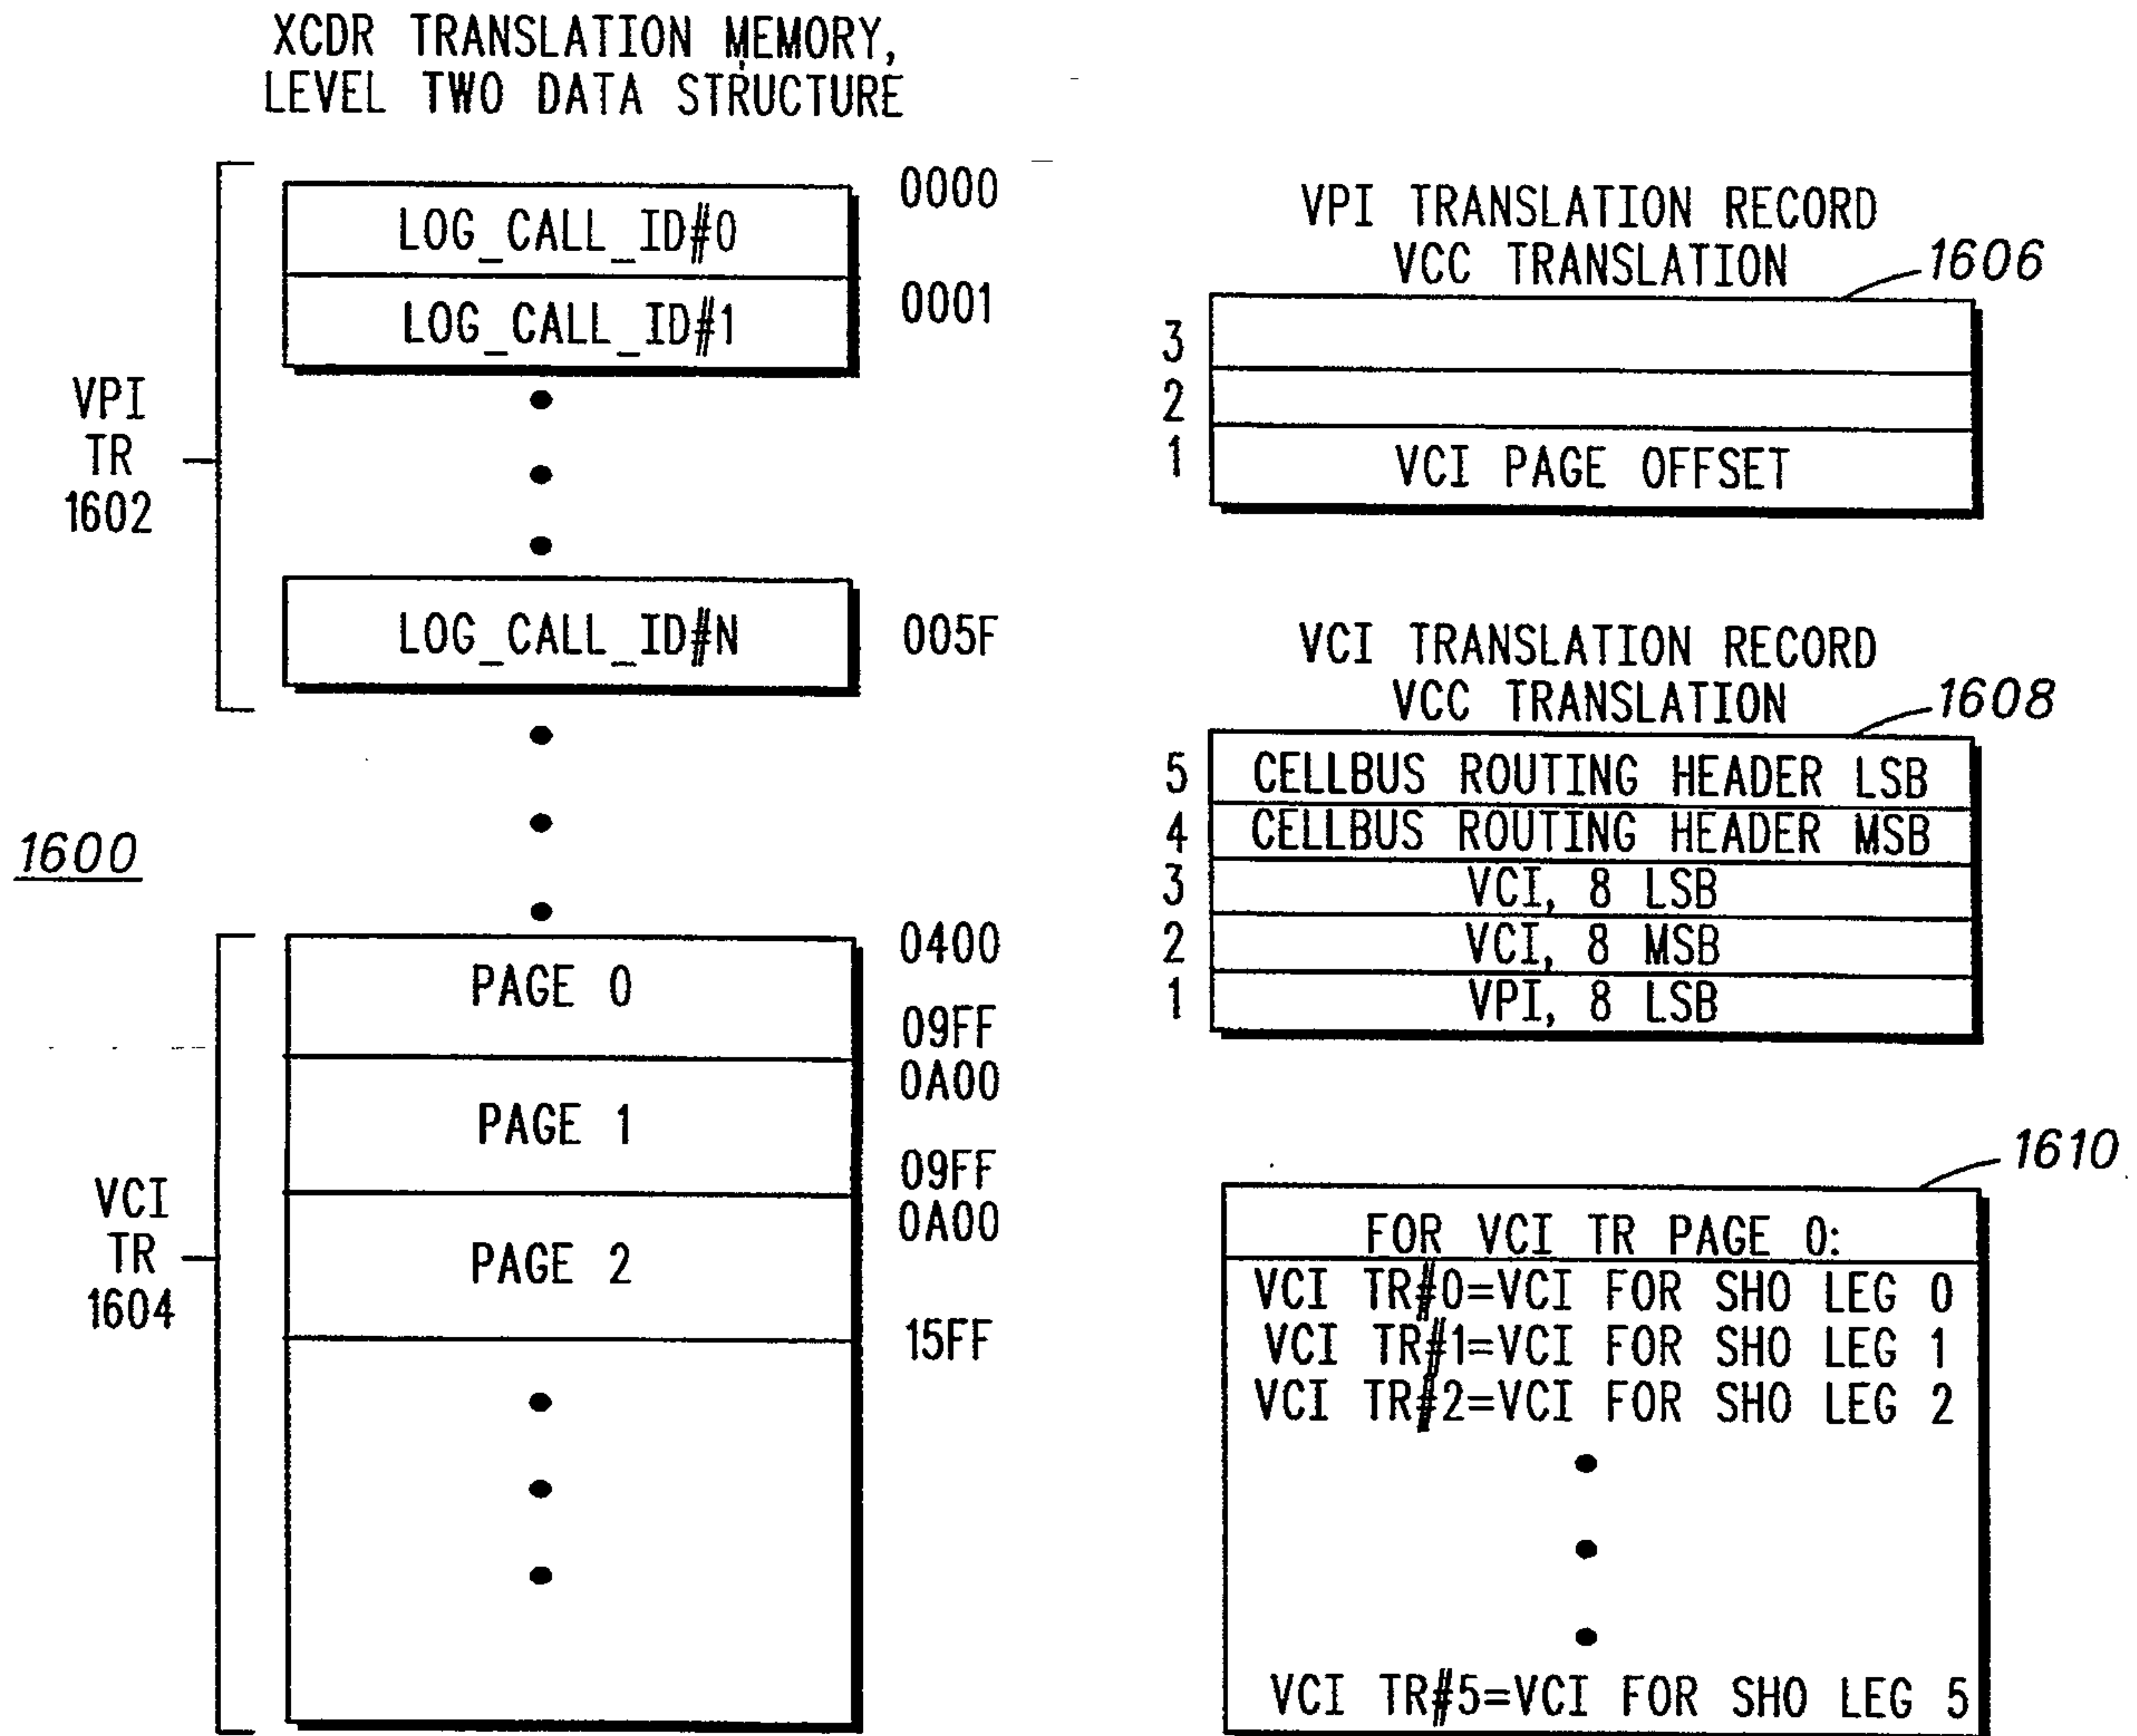 XCDR TRANSLATION MEMORY,
LEVEL TWO DATA STRUCTURE
VPI
TR
1602
LOG_CALL_ID#0
0000
LOG_CALL_ID#1
0001
LOG_CALL_ID#N
005F
1600
VCI
TR
1604
PAGE 0
0400
09FF
PAGE 1
0A00
09FF
PAGE 2
0A00
15FF
VPI TRANSLATION RECORD
VCC TRANSLATION
1606
3
2
1 VCI PAGE OFFSET
VCI TRANSLATION RECORD
VCC TRANSLATION
1608
5 CELLBUS ROUTING HEADER LSB
4 CELLBUS ROUTING HEADER MSB
3 VCI, 8 LSB
2 VCI, 8 MSB
1 VPI, 8 LSB
1610
FOR VCI TR PAGE 0:
VCI TR#0=VCI FOR SHO LEG 0
VCI TR#1=VCI FOR SHO LEG 1
VCI TR#2=VCI FOR SHO LEG 2
VCI TR#5=VCI FOR SHO LEG 5